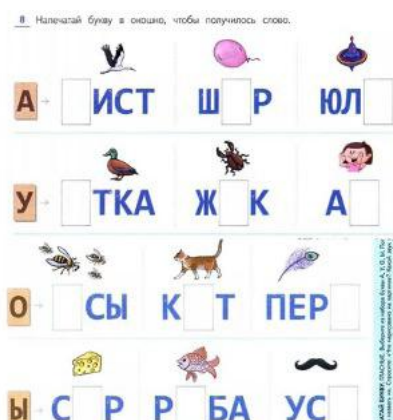 8 Напечатай букву в окошко, чтобы получилось слово.
А ИСТ Ш Р ЮЛ
У ТКА Ж К А
О СЫ К Т ПЕР
Ы С Р Р БА УС